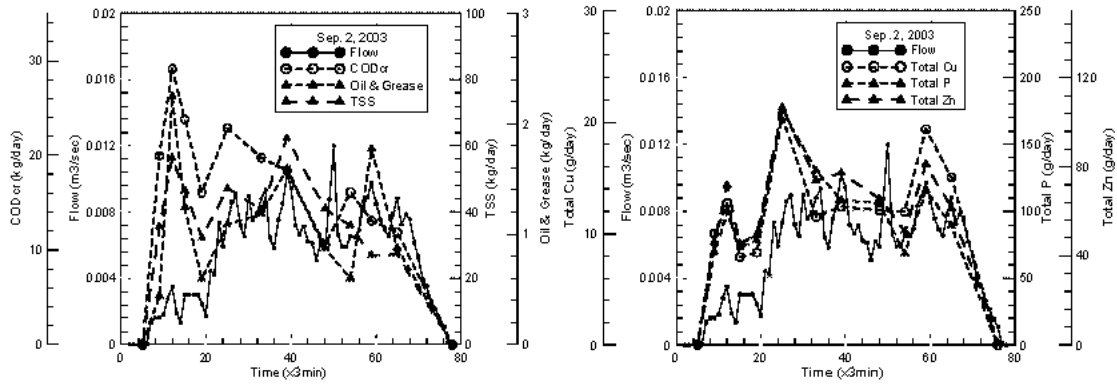 Sep. 2, 2003
Flow
CODcr
Oil & Grease
TSS
CODcr (kg/day)
0
10
20
30
Flow (m3/sec)
0
0.004
0.008
0.012
0.016
0.02
TSS (kg/day)
0
20
40
60
80
100
Oil & Grease (kg/day)
0
1
2
3
0
20
40
60
80
Time (×3min)
Sep. 2, 2003
Flow
Total Cu
Total P
Total Zn
Total Cu (g/day)
0
10
20
30
Flow (m3/sec)
0
0.004
0.008
0.012
0.016
0.02
Total P (g/day)
0
50
100
150
200
250
Total Zn (g/day)
0
40
80
120
0
20
40
60
80
Time (×3min)